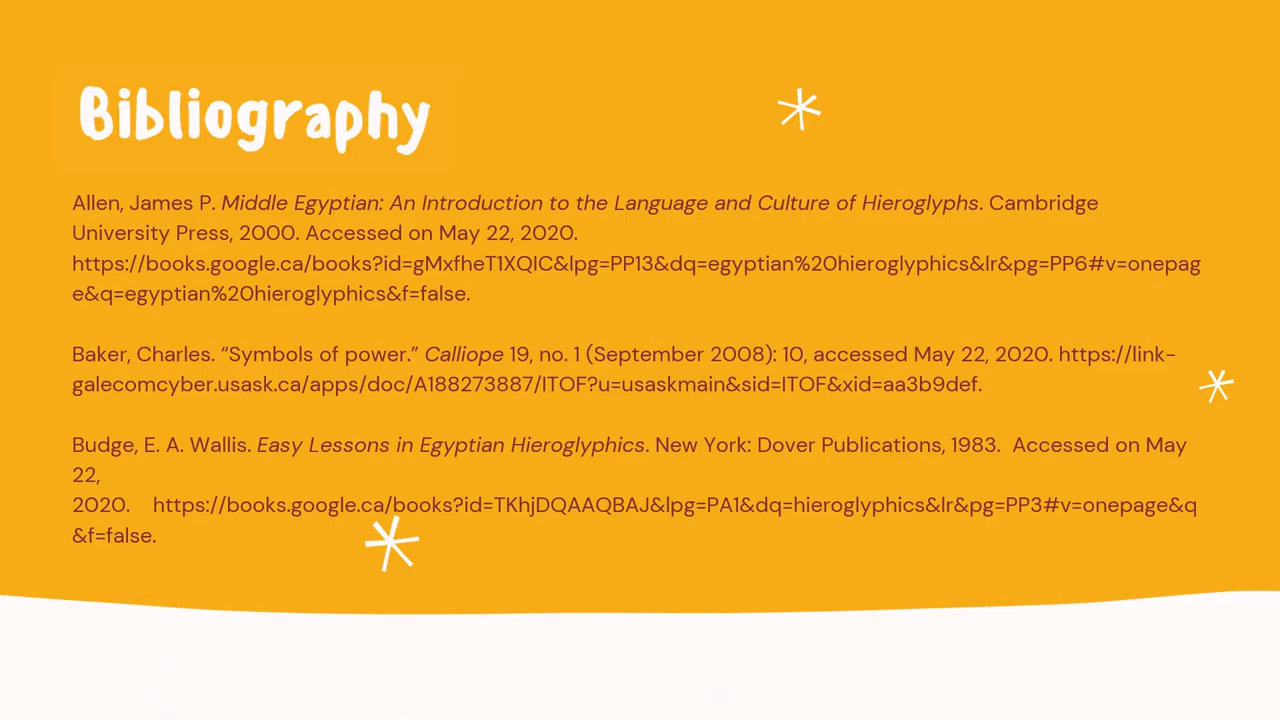 Bibliography
Allen, James P. Middle Egyptian: An Introduction to the Language and Culture of Hieroglyphs. Cambridge
University Press, 2000. Accessed on May 22, 2020.
https://books.google.ca/books?id=gMxfheT1XQIC&lpg=PP13&dq=egyptian%20hieroglyphics&lr&pg=PP6#v=onepag
e&q=egyptian%20hieroglyphics&f=false.
Baker, Charles. “Symbols of power.” Calliope 19, no. 1 (September 2008): 10, accessed May 22, 2020. https://link-
galecomcyber.usask.ca/apps/doc/A188273887/ITOF?u=usaskmain&sid=ITOF&xid=aa3b9def.
Budge, E. A. Wallis. Easy Lessons in Egyptian Hieroglyphics. New York: Dover Publications, 1983.  Accessed on May
22,
2020.    https://books.google.ca/books?id=TKhjDQAAQBAJ&lpg=PA1&dq=hieroglyphics&lr&pg=PP3#v=onepage&q
&f=false.